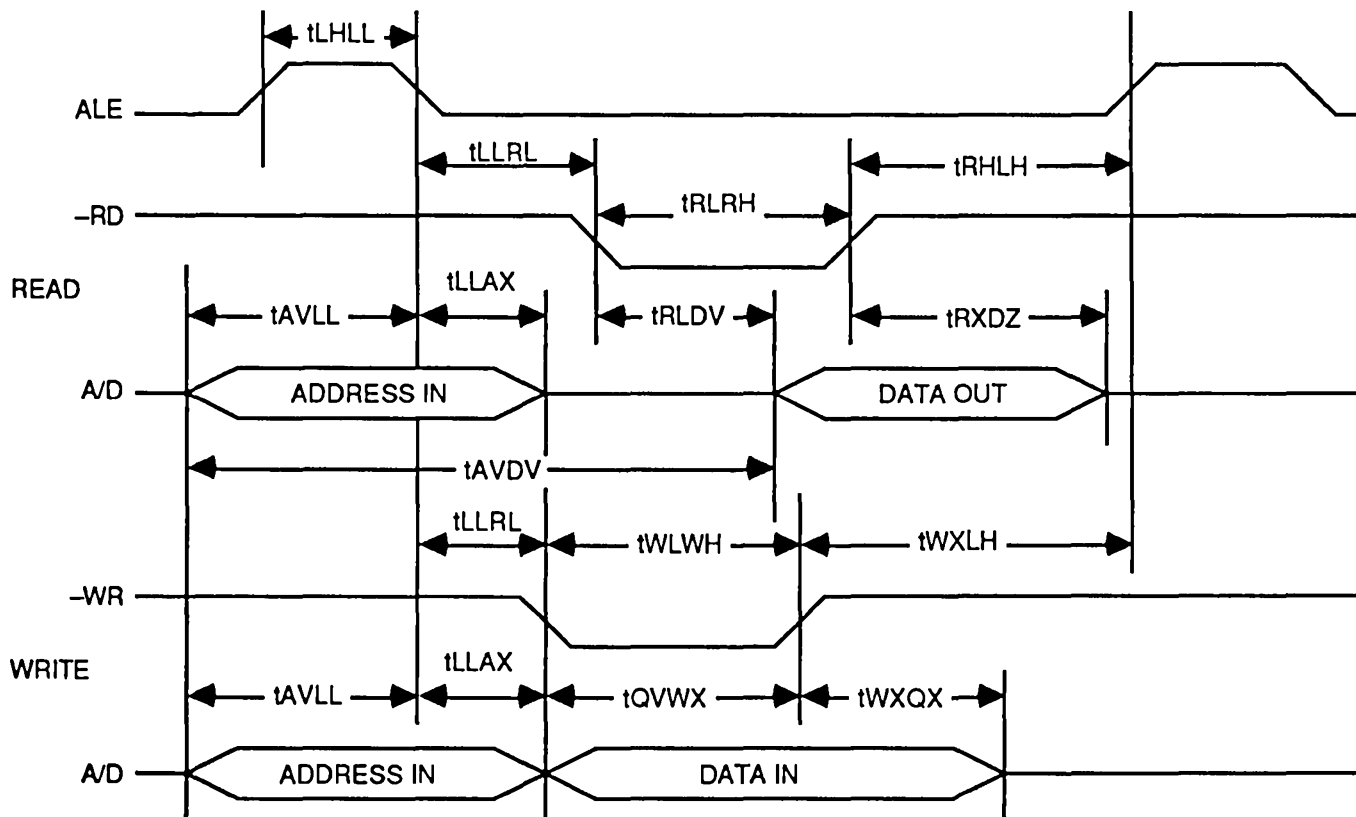 tLHLL
ALE
tLLRL
tRHLH
tRLRH
–RD
READ
tLLAX
tAVLL
tRLDV
tRXDZ
A/D
ADDRESS IN
DATA OUT
tAVDV
tLLRL
tWLWH
tWXLH
–WR
WRITE
tLLAX
tAVLL
tQVWX
tWXQX
A/D
ADDRESS IN
DATA IN